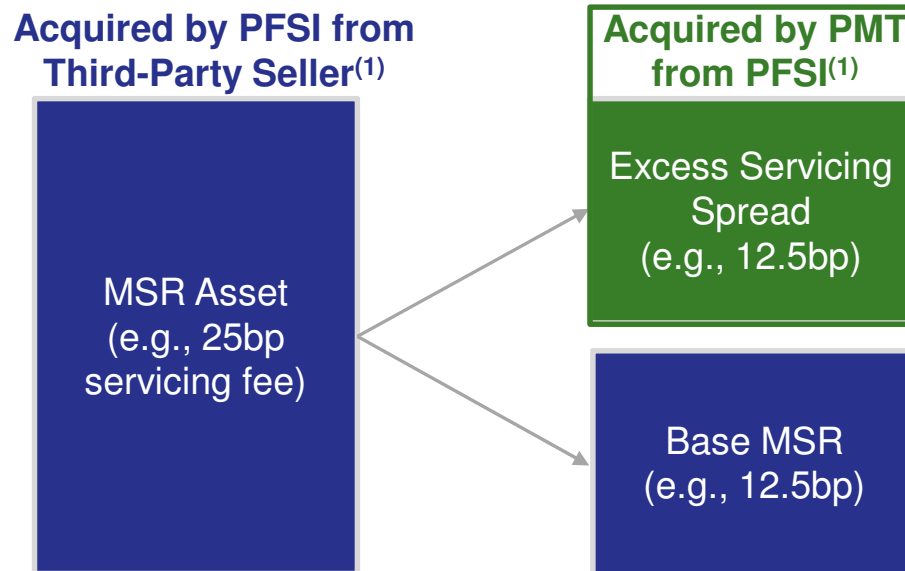 Acquired by PFSI from
Third-Party Seller(1)
MSR Asset
(e.g., 25bp
servicing fee)
Acquired by PMT
from PFSI(1)
Excess Servicing
Spread
(e.g., 12.5bp)
Base MSR
(e.g., 12.5bp)